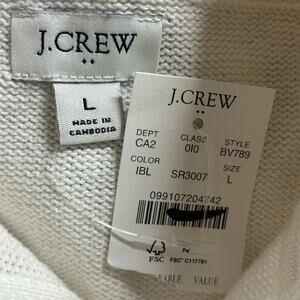 J.CREW
L
MADE IN
CAMBODIA
J.CREW
DEPT CLASS STYLE
CA2 010 BV789
COLOR SIZE
IBL SR3007 L
099107204742
FSC
FSC® C117781
VALUE